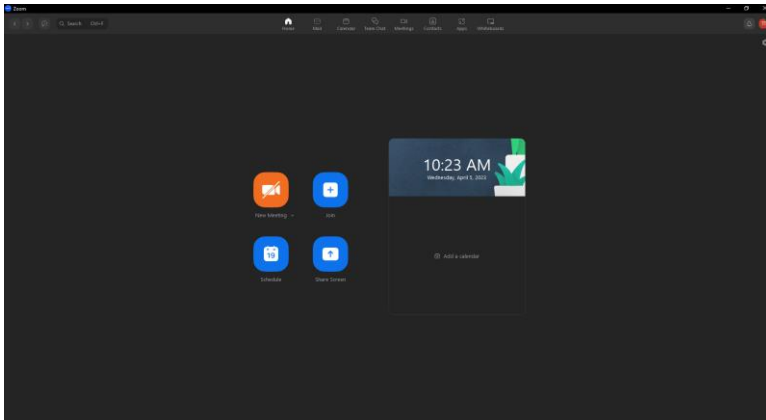 Zoom
Search Ctrl+F
Home Mail Calendar Team Chat Meetings Contacts Apps Whiteboards
10:23 AM
Wednesday, April 5, 2023
New Meeting
Join
19
Add a calendar
Schedule
Share Screen